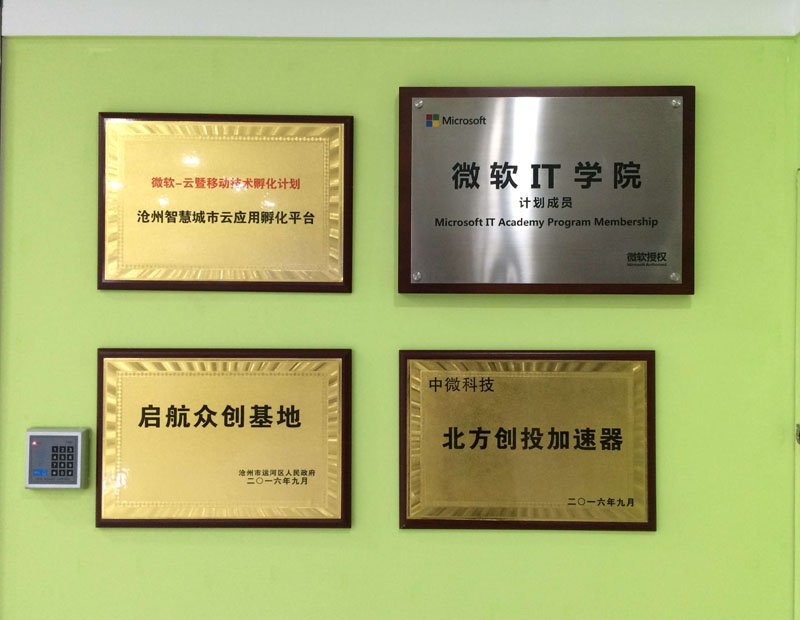 微软-云暨移动技术孵化计划
沧州智慧城市云应用孵化平台
Microsoft
微软IT学院
计划成员
Microsoft IT Academy Program Membership
微软授权
Microsoft Authorized
启航众创基地
沧州市运河区人民政府
二〇一六年九月
中微科技
北方创投加速器
二〇一六年九月